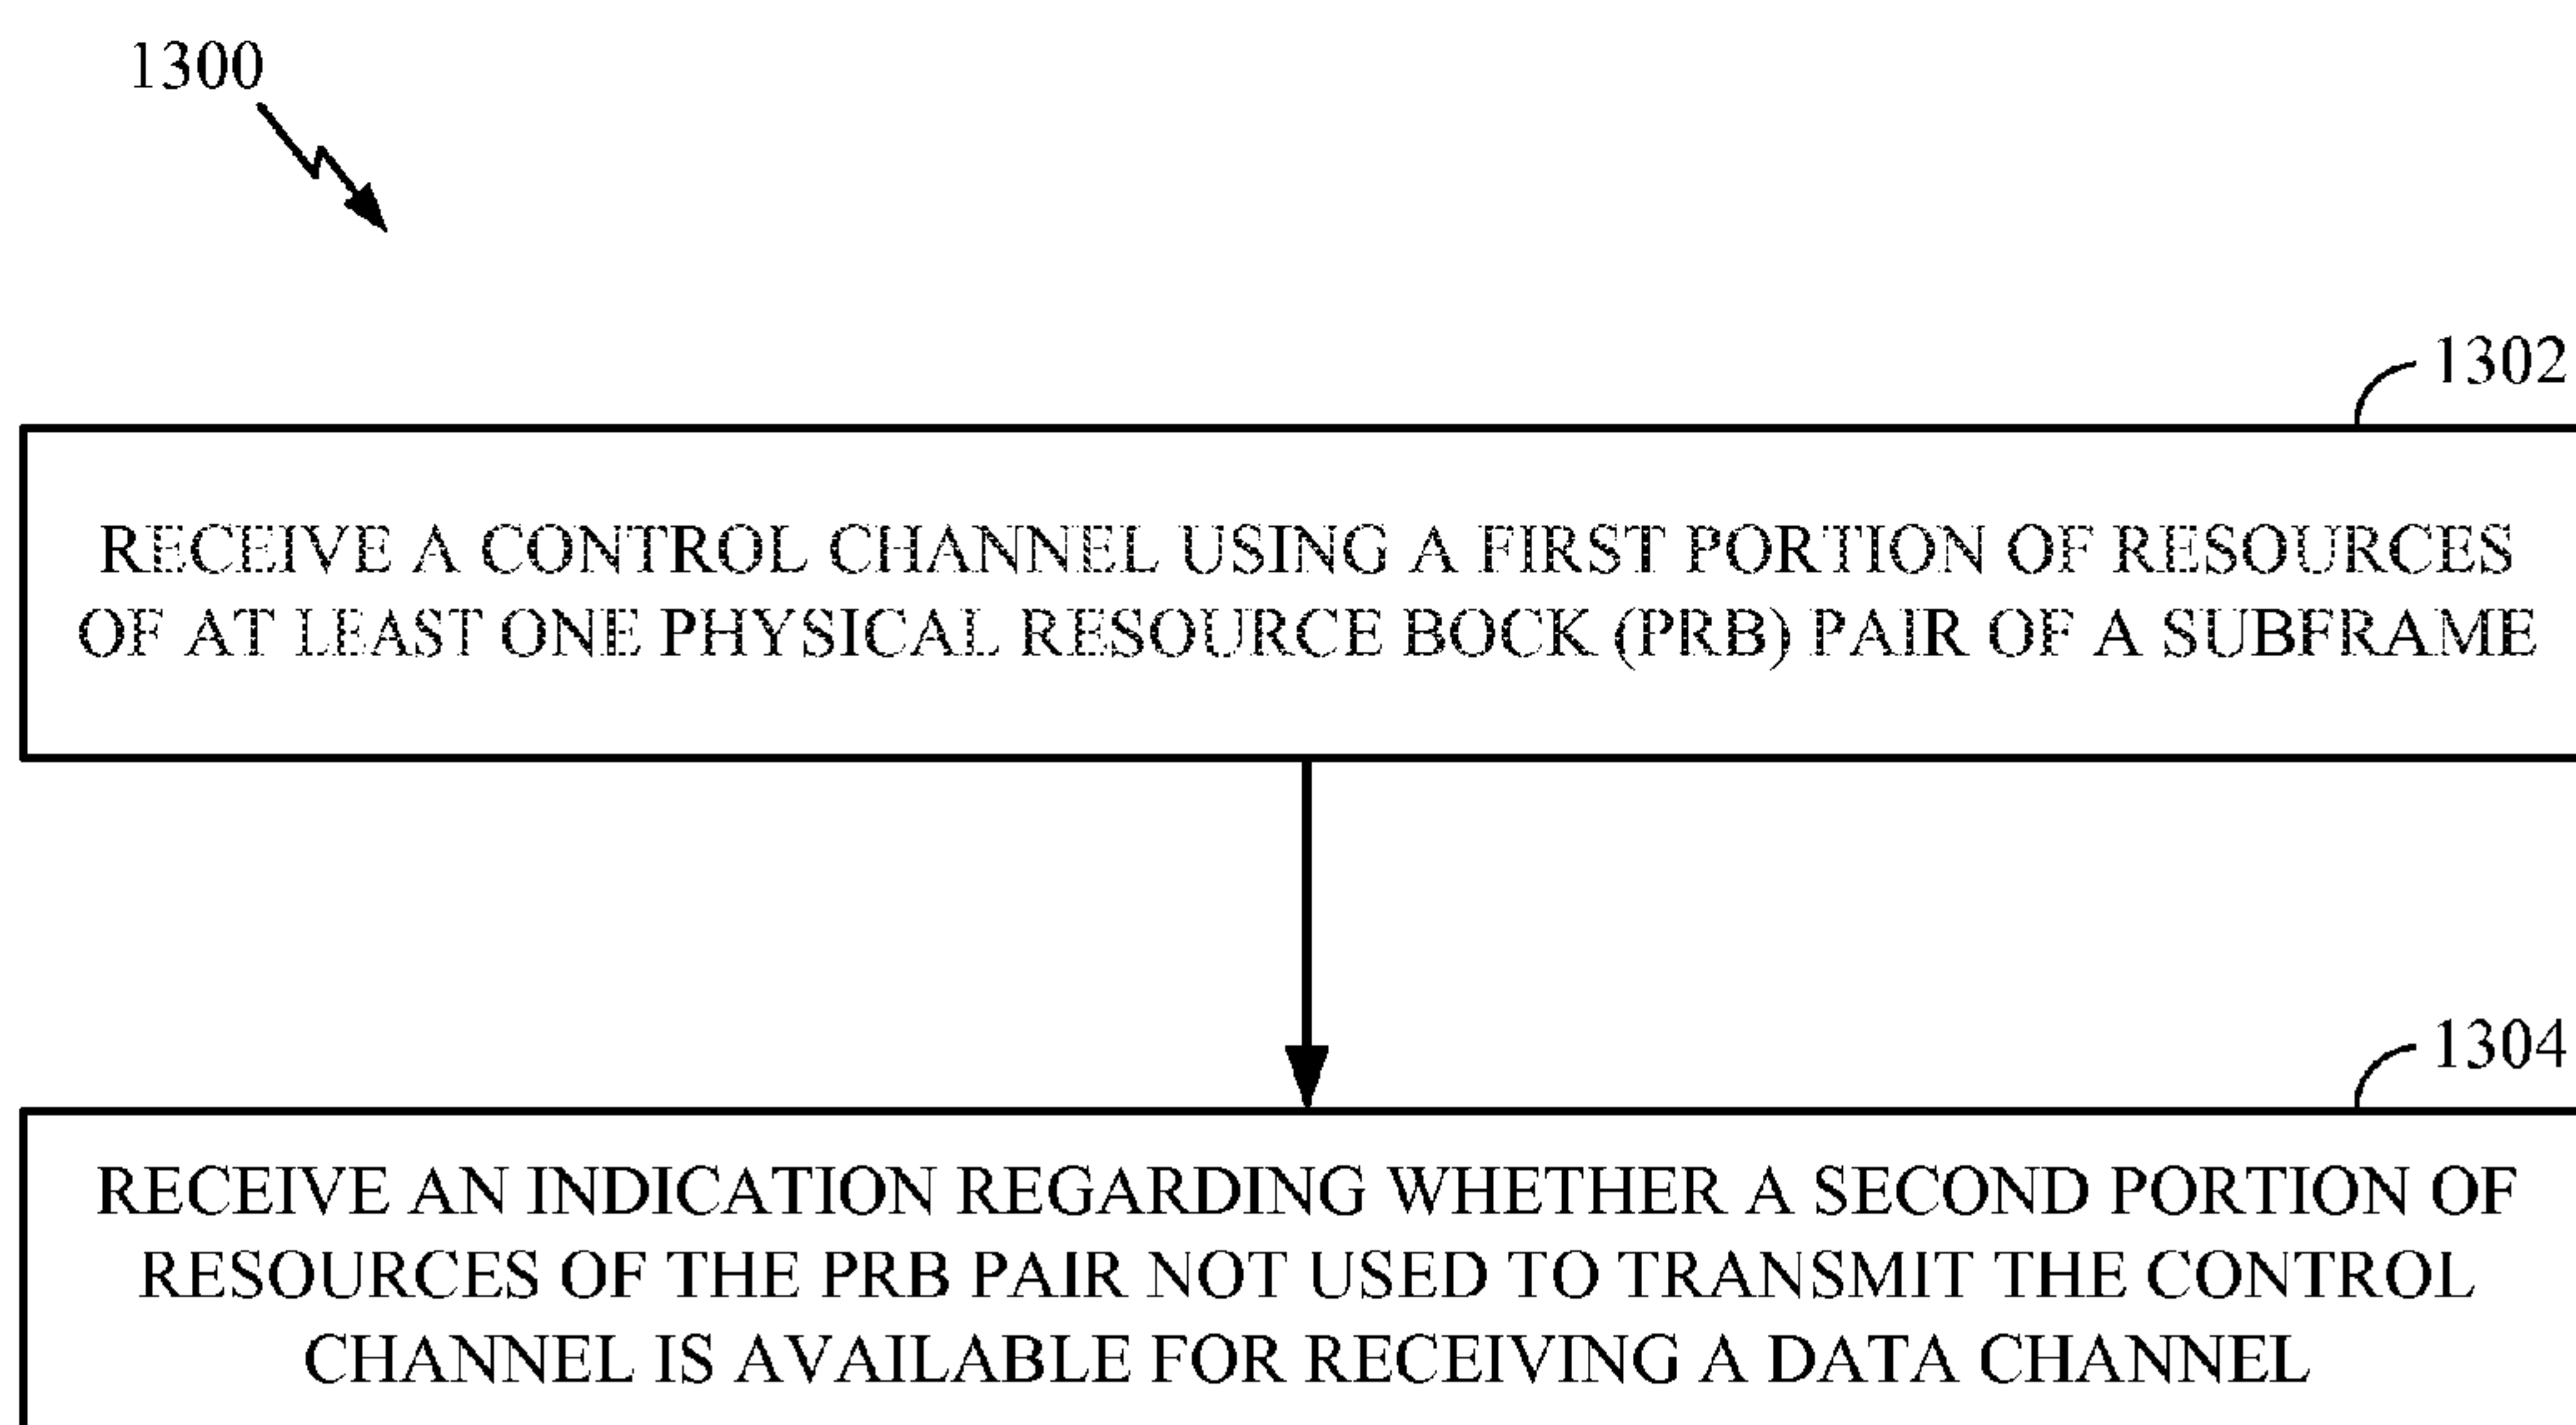 1300
1302
RECEIVE A CONTROL CHANNEL USING A FIRST PORTION OF RESOURCES
OF AT LEAST ONE PHYSICAL RESOURCE BOCK (PRB) PAIR OF A SUBFRAME
1304
RECEIVE AN INDICATION REGARDING WHETHER A SECOND PORTION OF
RESOURCES OF THE PRB PAIR NOT USED TO TRANSMIT THE CONTROL
CHANNEL IS AVAILABLE FOR RECEIVING A DATA CHANNEL